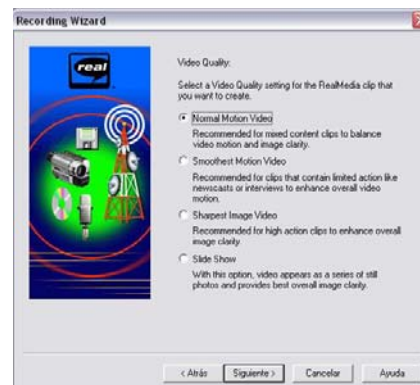 Recording Wizard
real
Video Quality:
Select a Video Quality setting for the RealMedia clip that
you want to create.
Normal Motion Video
Recommended for mixed content clips to balance
video motion and image clarity.
Smoothest Motion Video
Recommended for clips that contain limited action like
newscasts or interviews to enhance overall video
motion.
Sharpest Image Video
Recommended for high action clips to enhance overall
image clarity.
Slide Show
With this option, video appears as a series of still
photos and provides best overall image clarity.
< Atrás
Siguiente >
Cancelar
Ayuda